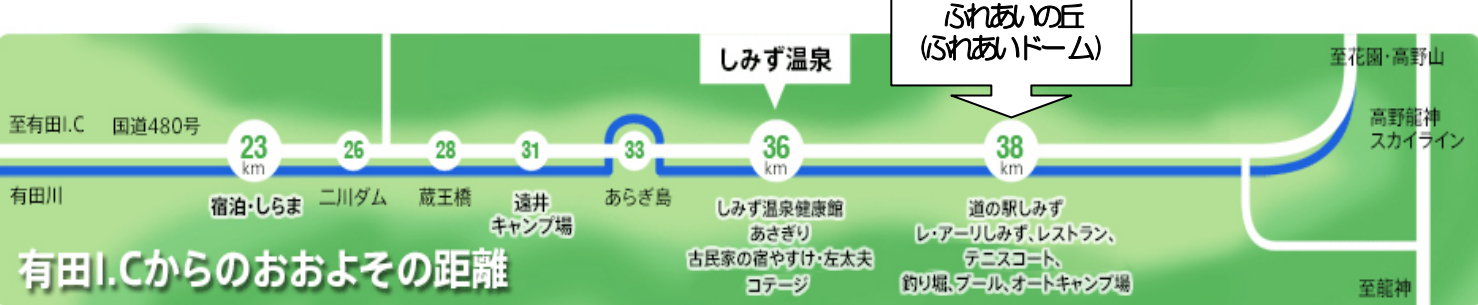 ふれあいの丘
(ふれあいドーム)
しみず温泉
至花園・高野山
至有田I.C 国道480号
高野龍神
スカイライン
23
km
26
28
31
33
36
km
38
km
有田川
宿泊・しらま
二川ダム
蔵王橋
遠井
キャンプ場
あらぎ島
しみず温泉健康館
あさぎり
古民家の宿やすけ・左太夫
コテージ
道の駅しみず
レ・アーリしみず、レストラン、
テニスコート、
釣り堀、プール、オートキャンプ場
有田I.Cからのおおよその距離
至龍神